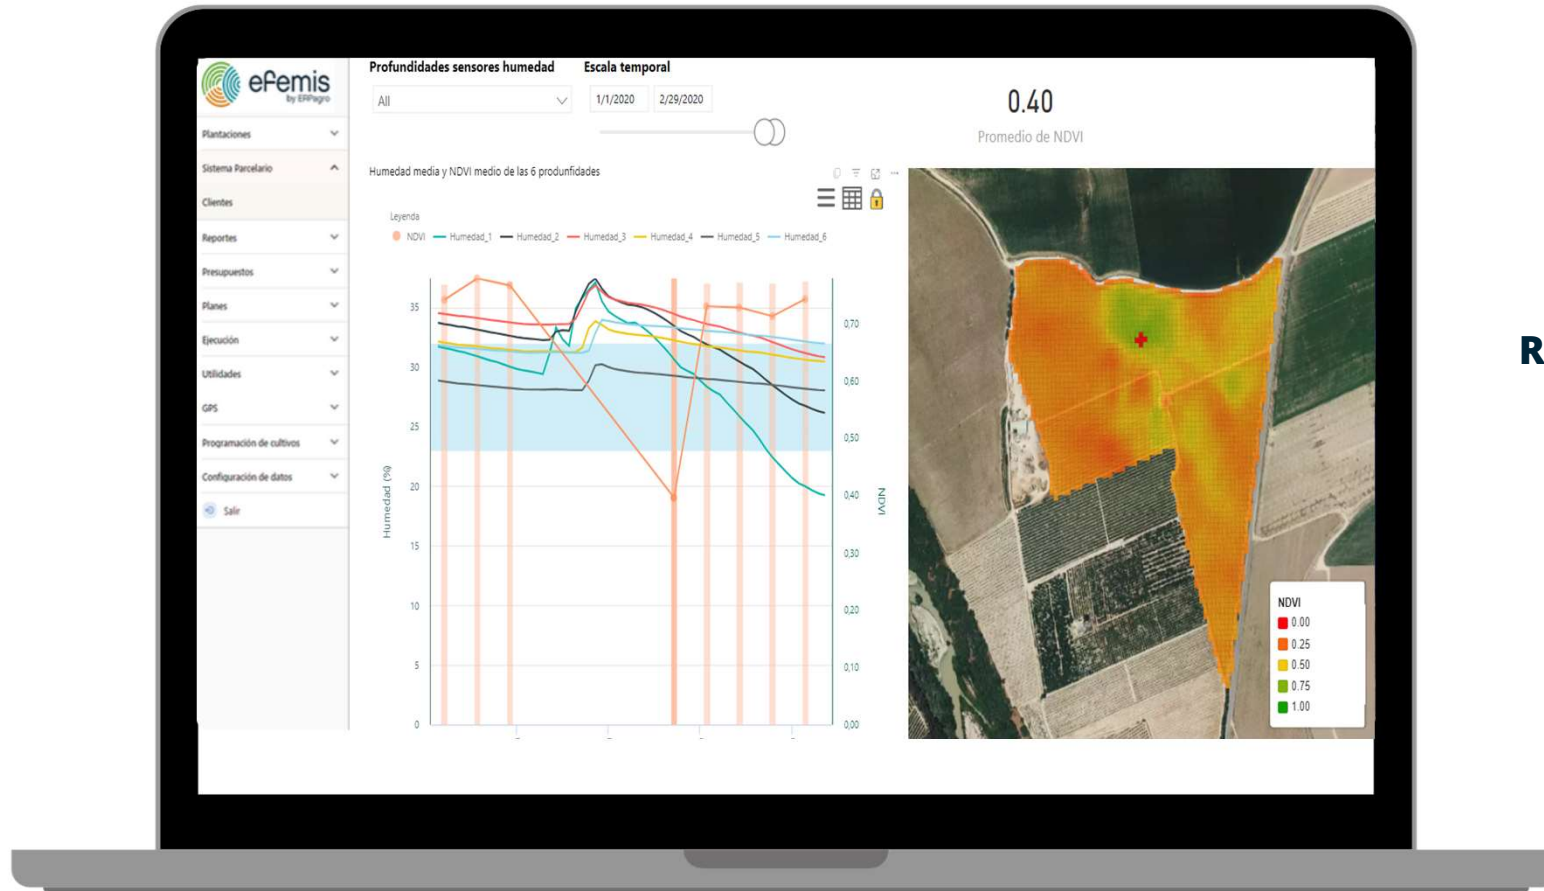 eFemis
by ERPagro
Plantaciones
Sistema Parcelario
Clientes
Reportes
Presupuestos
Planes
Ejecución
Utilidades
GPS
Programación de cultivos
Configuración de datos
Salir
Profundidades sensores humedad
Escala temporal
All
1/1/2020
2/29/2020
0.40
Promedio de NDVI
Humedad media y NDVI medio de las 6 produnfidades
Leyenda
NDVI Humedad_1 Humedad_2 Humedad_3 Humedad_4 Humedad_5 Humedad_6
35
30
25
20
15
10
5
0
Humedad (%)
0,70
0,60
0,50
0,40
0,30
0,20
0,10
0,00
NDVI
NDVI
0.00
0.25
0.50
0.75
1.00
R